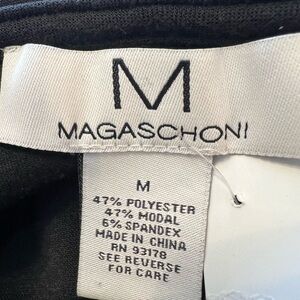 M
MAGASCHONI
M
47% POLYESTER
47% MODAL
6% SPANDEX
MADE IN CHINA
RN 93178
SEE REVERSE
FOR CARE